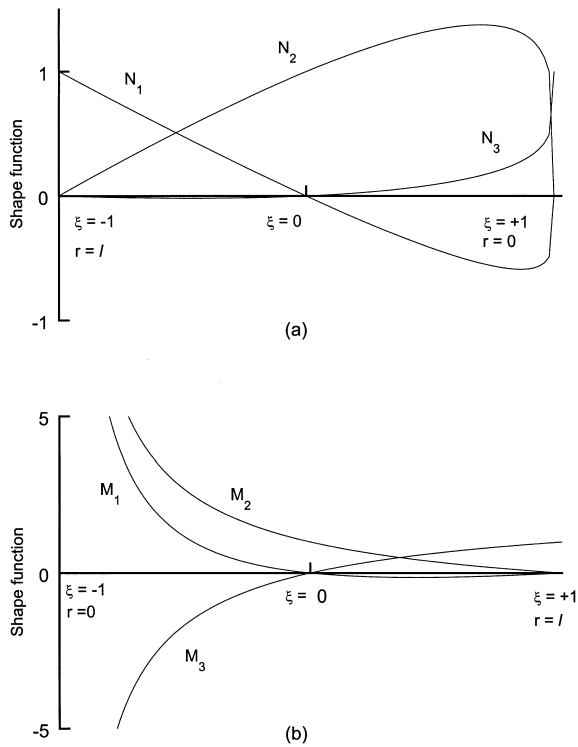 1
N₁
N₂
N₃
Shape function
0
ξ = -1
r = l
ξ = 0
ξ = +1
r = 0
-1
(a)
5
M₁
M₂
Shape function
0
ξ = -1
r =0
ξ = 0
ξ = +1
r = l
M₃
-5
(b)